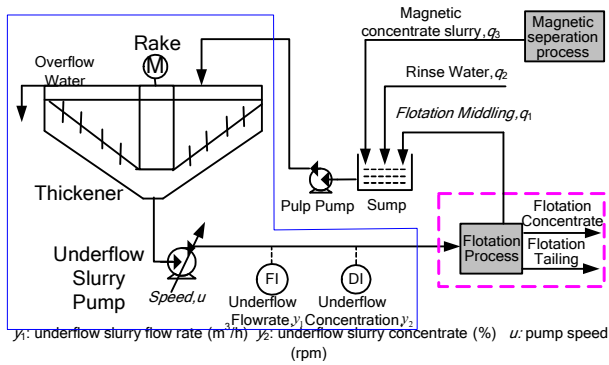 Magnetic
concentrate slurry,q₃
Magnetic
seperation
process
Rake
M
Overflow
Water
Rinse Water,q₂
Flotation Middling,q₁
Thickener
Pulp Pump
Sump
Flotation
Concentrate
Flotation
Process
Flotation
Tailing
Underflow
Slurry
Pump
Speed,u
FI
DI
Underflow
Flowrate,y₁
Underflow
Concentration,y₂
y₁: underflow slurry flow rate (m³/h) y₂: underflow slurry concentrate (%) u: pump speed
(rpm)